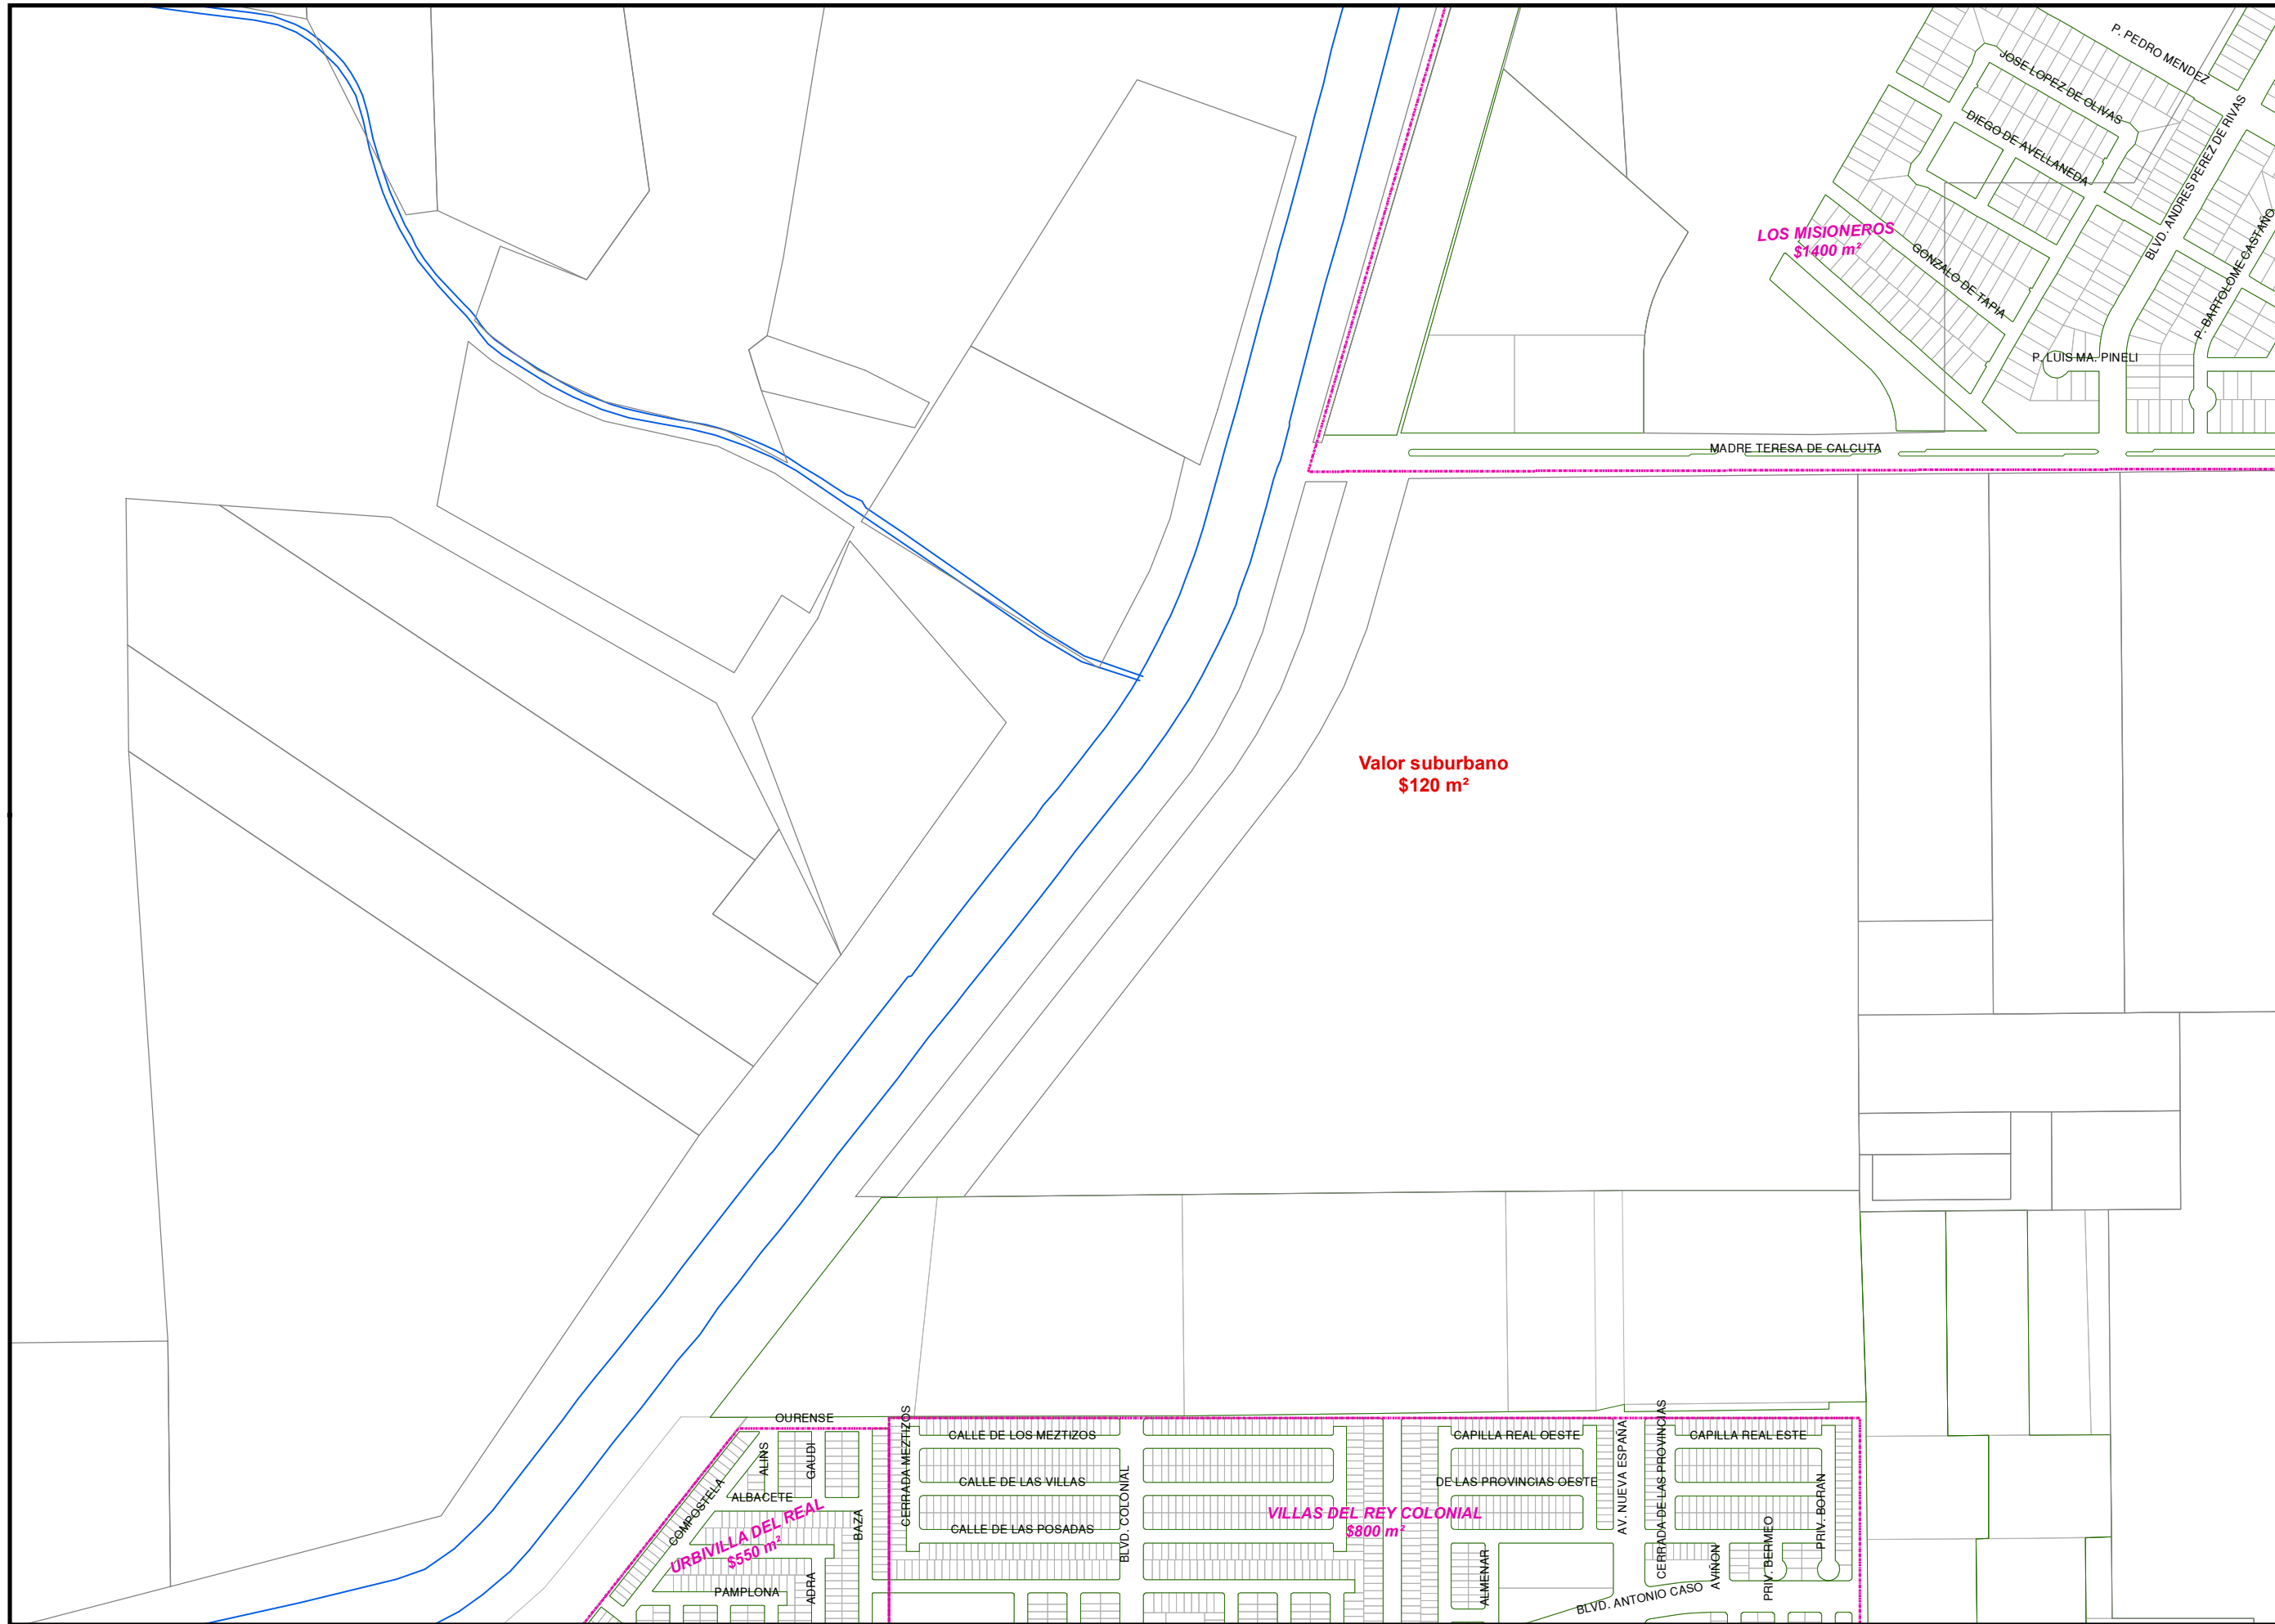 P. PEDRO MENDEZ
JOSE LOPEZ DE OLIVAS
DIEGO DE AVELLANEDA
BLVD. ANDRES PEREZ DE RIVAS
LOS MISIONEROS
$1400 m²
GONZALO DE TAPIA
P. BARTOLOME CASTAÑO
P. LUIS MA. PINELI
MADRE TERESA DE CALCUTA
Valor suburbano
$120 m²
OURENSE
CERRADA MEZTIZOS
CALLE DE LOS MEZTIZOS
CAPILLA REAL OESTE
AV. NUEVA ESPAÑA
CERRADA DE LAS PROVINCIAS
CAPILLA REAL ESTE
ALINS
GAUDI
CALLE DE LAS VILLAS
BLVD. COLONIAL
DE LAS PROVINCIAS OESTE
PRIV. BORAN
COMPOSTELA
ALBACETE
BAZA
URBIVILLA DEL REAL
$550 m²
CALLE DE LAS POSADAS
VILLAS DEL REY COLONIAL
$800 m²
PRIV. BERMEO
ALMENAR
AVIÑON
PAMPLONA
ADRA
BLVD. ANTONIO CASO